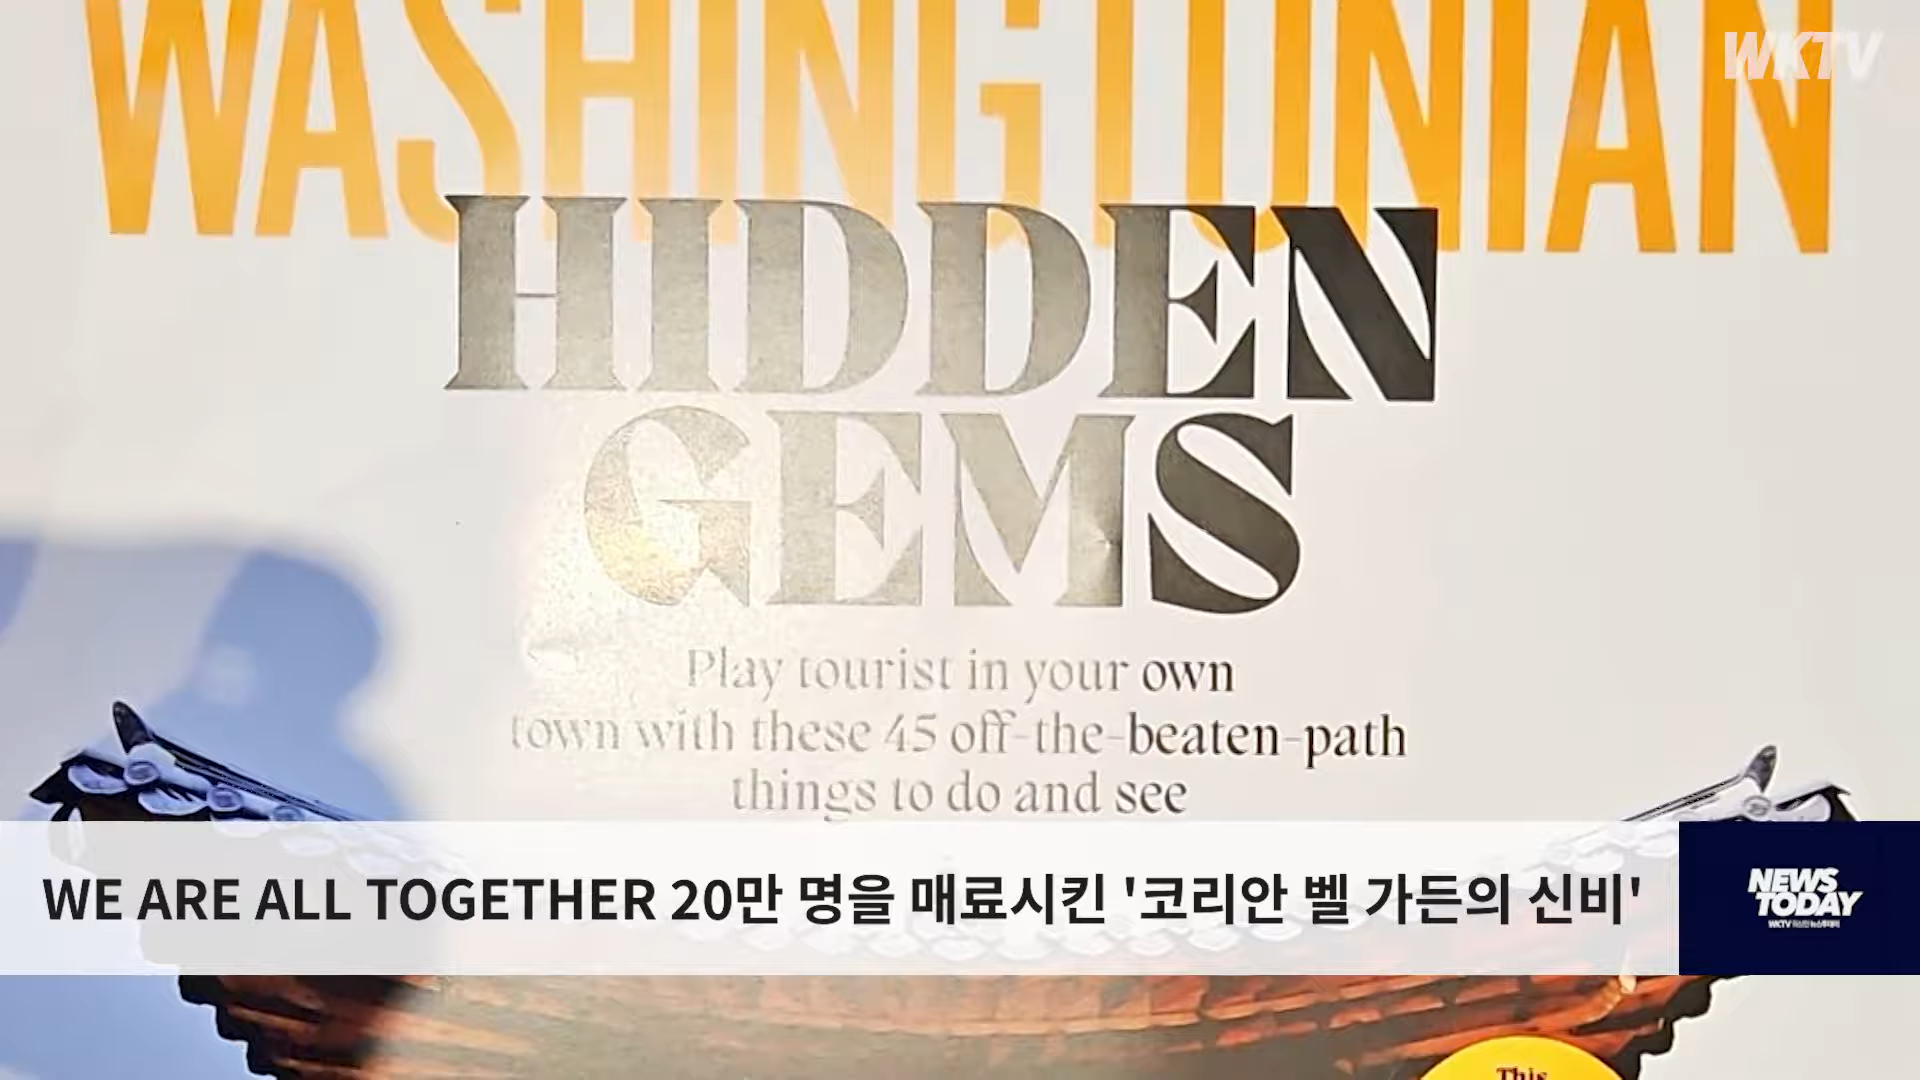 WASHINGTONIAN
WKTV
HIDDEN
GEMS
Play tourist in your own
town with these 45 off-the-beaten-path
things to do and see
WE ARE ALL TOGETHER 20만 명을 매료시킨 '코리안 벨 가든의 신비'
NEWS
TODAY
This